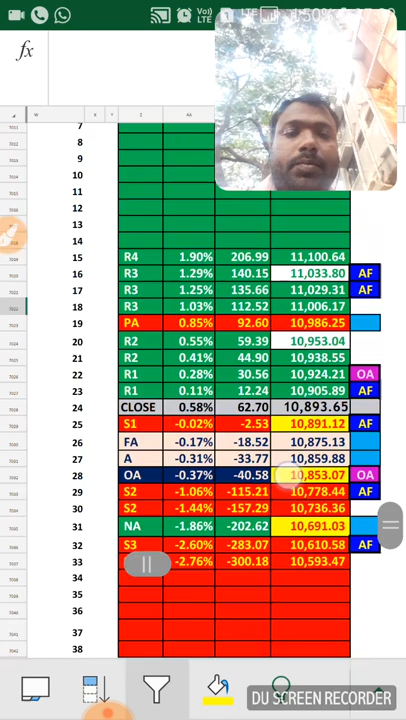 Vo)) LTE 1 LTE 50%
fx
W X Y Z AA
7
8
9
10
11
12
13
14
15 R4 1.90% 206.99 11,100.64
16 R3 1.29% 140.15 11,033.80 AF
17 R3 1.25% 135.66 11,029.31 AF
18 R3 1.03% 112.52 11,006.17
19 PA 0.85% 92.60 10,986.25
20 R2 0.55% 59.39 10,953.04
21 R2 0.41% 44.90 10,938.55
22 R1 0.28% 30.56 10,924.21 OA
23 R1 0.11% 12.24 10,905.89 AF
24 CLOSE 0.58% 62.70 10,893.65
25 S1 -0.02% -2.53 10,891.12 AF
26 FA -0.17% -18.52 10,875.13
27 A -0.31% -33.77 10,859.88
28 OA -0.37% -40.58 10,853.07 OA
29 S2 -1.06% -115.21 10,778.44 AF
30 S2 -1.44% -157.29 10,736.36
31 NA -1.86% -202.62 10,691.03
32 S3 -2.60% -283.07 10,610.58 AF
33 -2.76% -300.18 10,593.47
34
35
36
37
38
DU SCREEN RECORDER